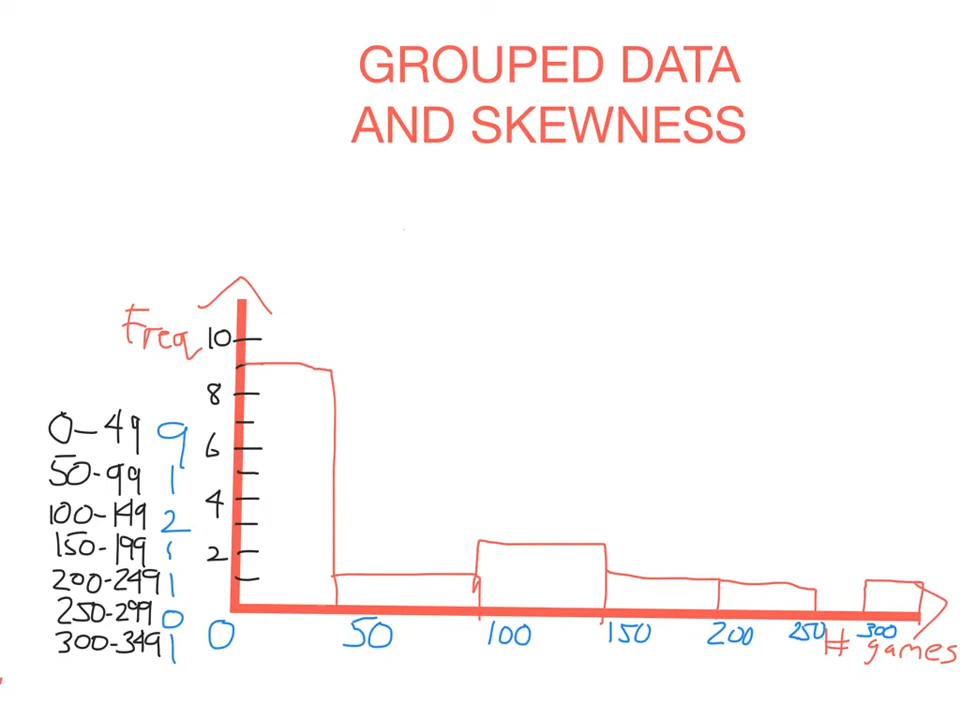 GROUPED DATA
AND SKEWNESS
Freq
10
8
6
4
2
0-49 9
50-99 1
100-149 2
150-199 1
200-249 1
250-299 0
300-349 1
0 50 100 150 200 250 300
# games